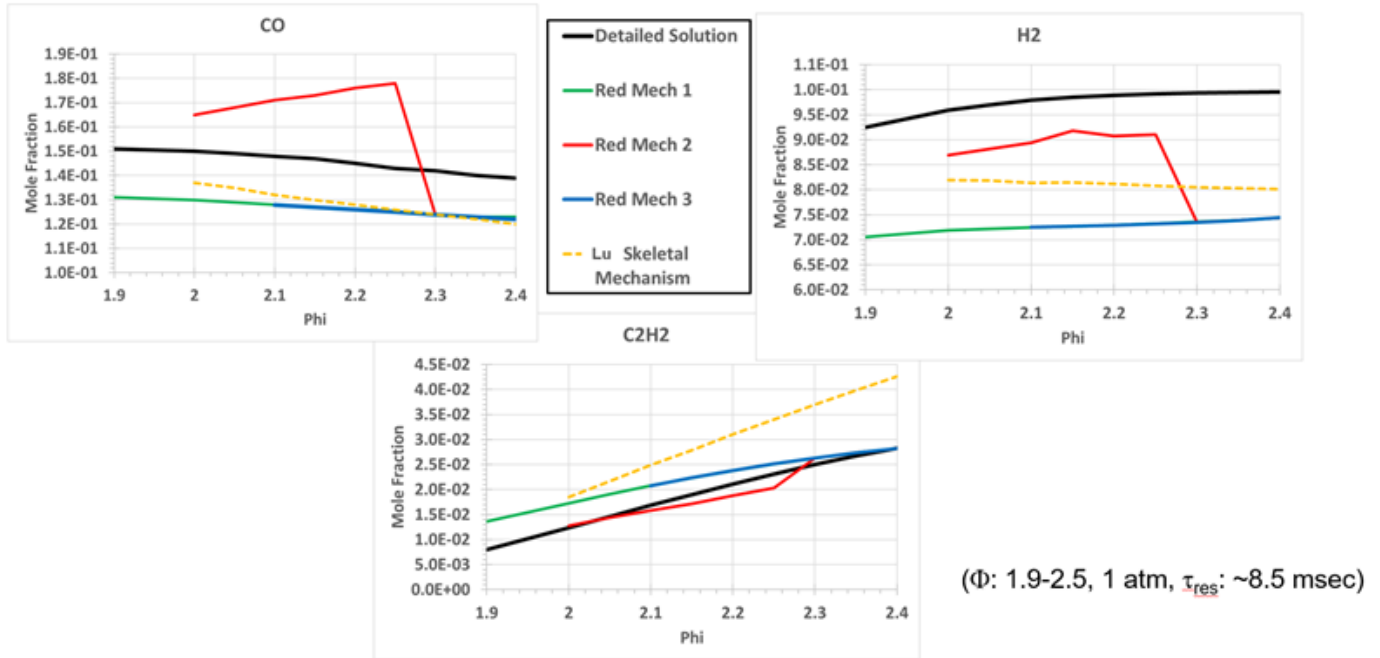 CO
1.9E-01
1.8E-01
1.7E-01
1.6E-01
1.5E-01
1.4E-01
1.3E-01
1.2E-01
1.1E-01
1.0E-01
Mole Fraction
1.9 2 2.1 2.2 2.3 2.4
Phi
Detailed Solution
Red Mech 1
Red Mech 2
Red Mech 3
Lu Skeletal
Mechanism
H2
1.1E-01
1.0E-01
9.5E-02
9.0E-02
8.5E-02
8.0E-02
7.5E-02
7.0E-02
6.5E-02
6.0E-02
Mole Fraction
1.9 2 2.1 2.2 2.3 2.4
Phi
C2H2
4.5E-02
4.0E-02
3.5E-02
3.0E-02
2.5E-02
2.0E-02
1.5E-02
1.0E-02
5.0E-03
0.0E+00
Mole Fraction
1.9 2 2.1 2.2 2.3 2.4
Phi
(Φ: 1.9-2.5, 1 atm, τres: ~8.5 msec)